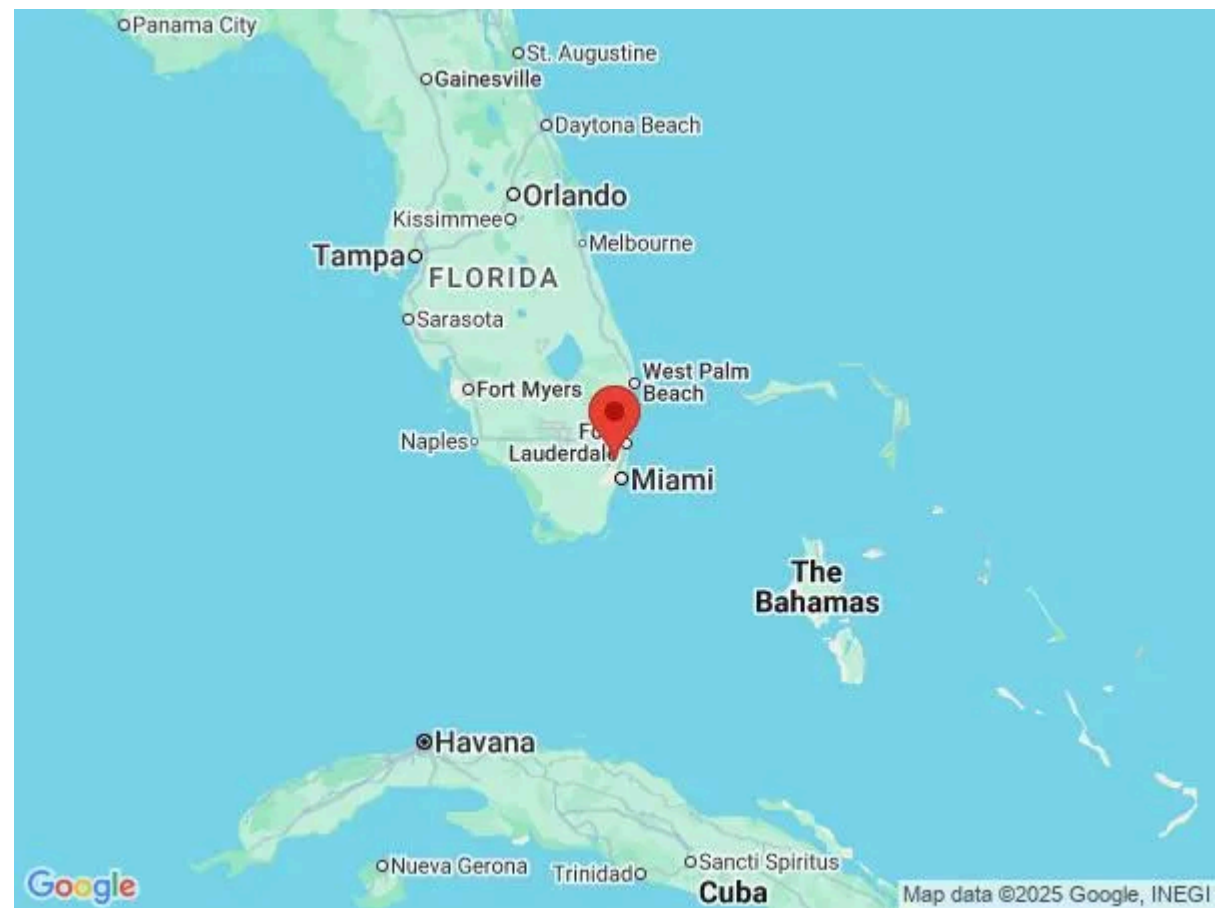 Panama City
St. Augustine
Gainesville
Daytona Beach
Orlando
Kissimmee
Melbourne
Tampa
FLORIDA
Sarasota
West Palm
Beach
Fort Myers
Naples
Lauderdale
Miami
The
Bahamas
Havana
Nueva Gerona
Trinidad
Sancti Spiritus
Cuba
Google
Map data ©2025 Google, INEGI